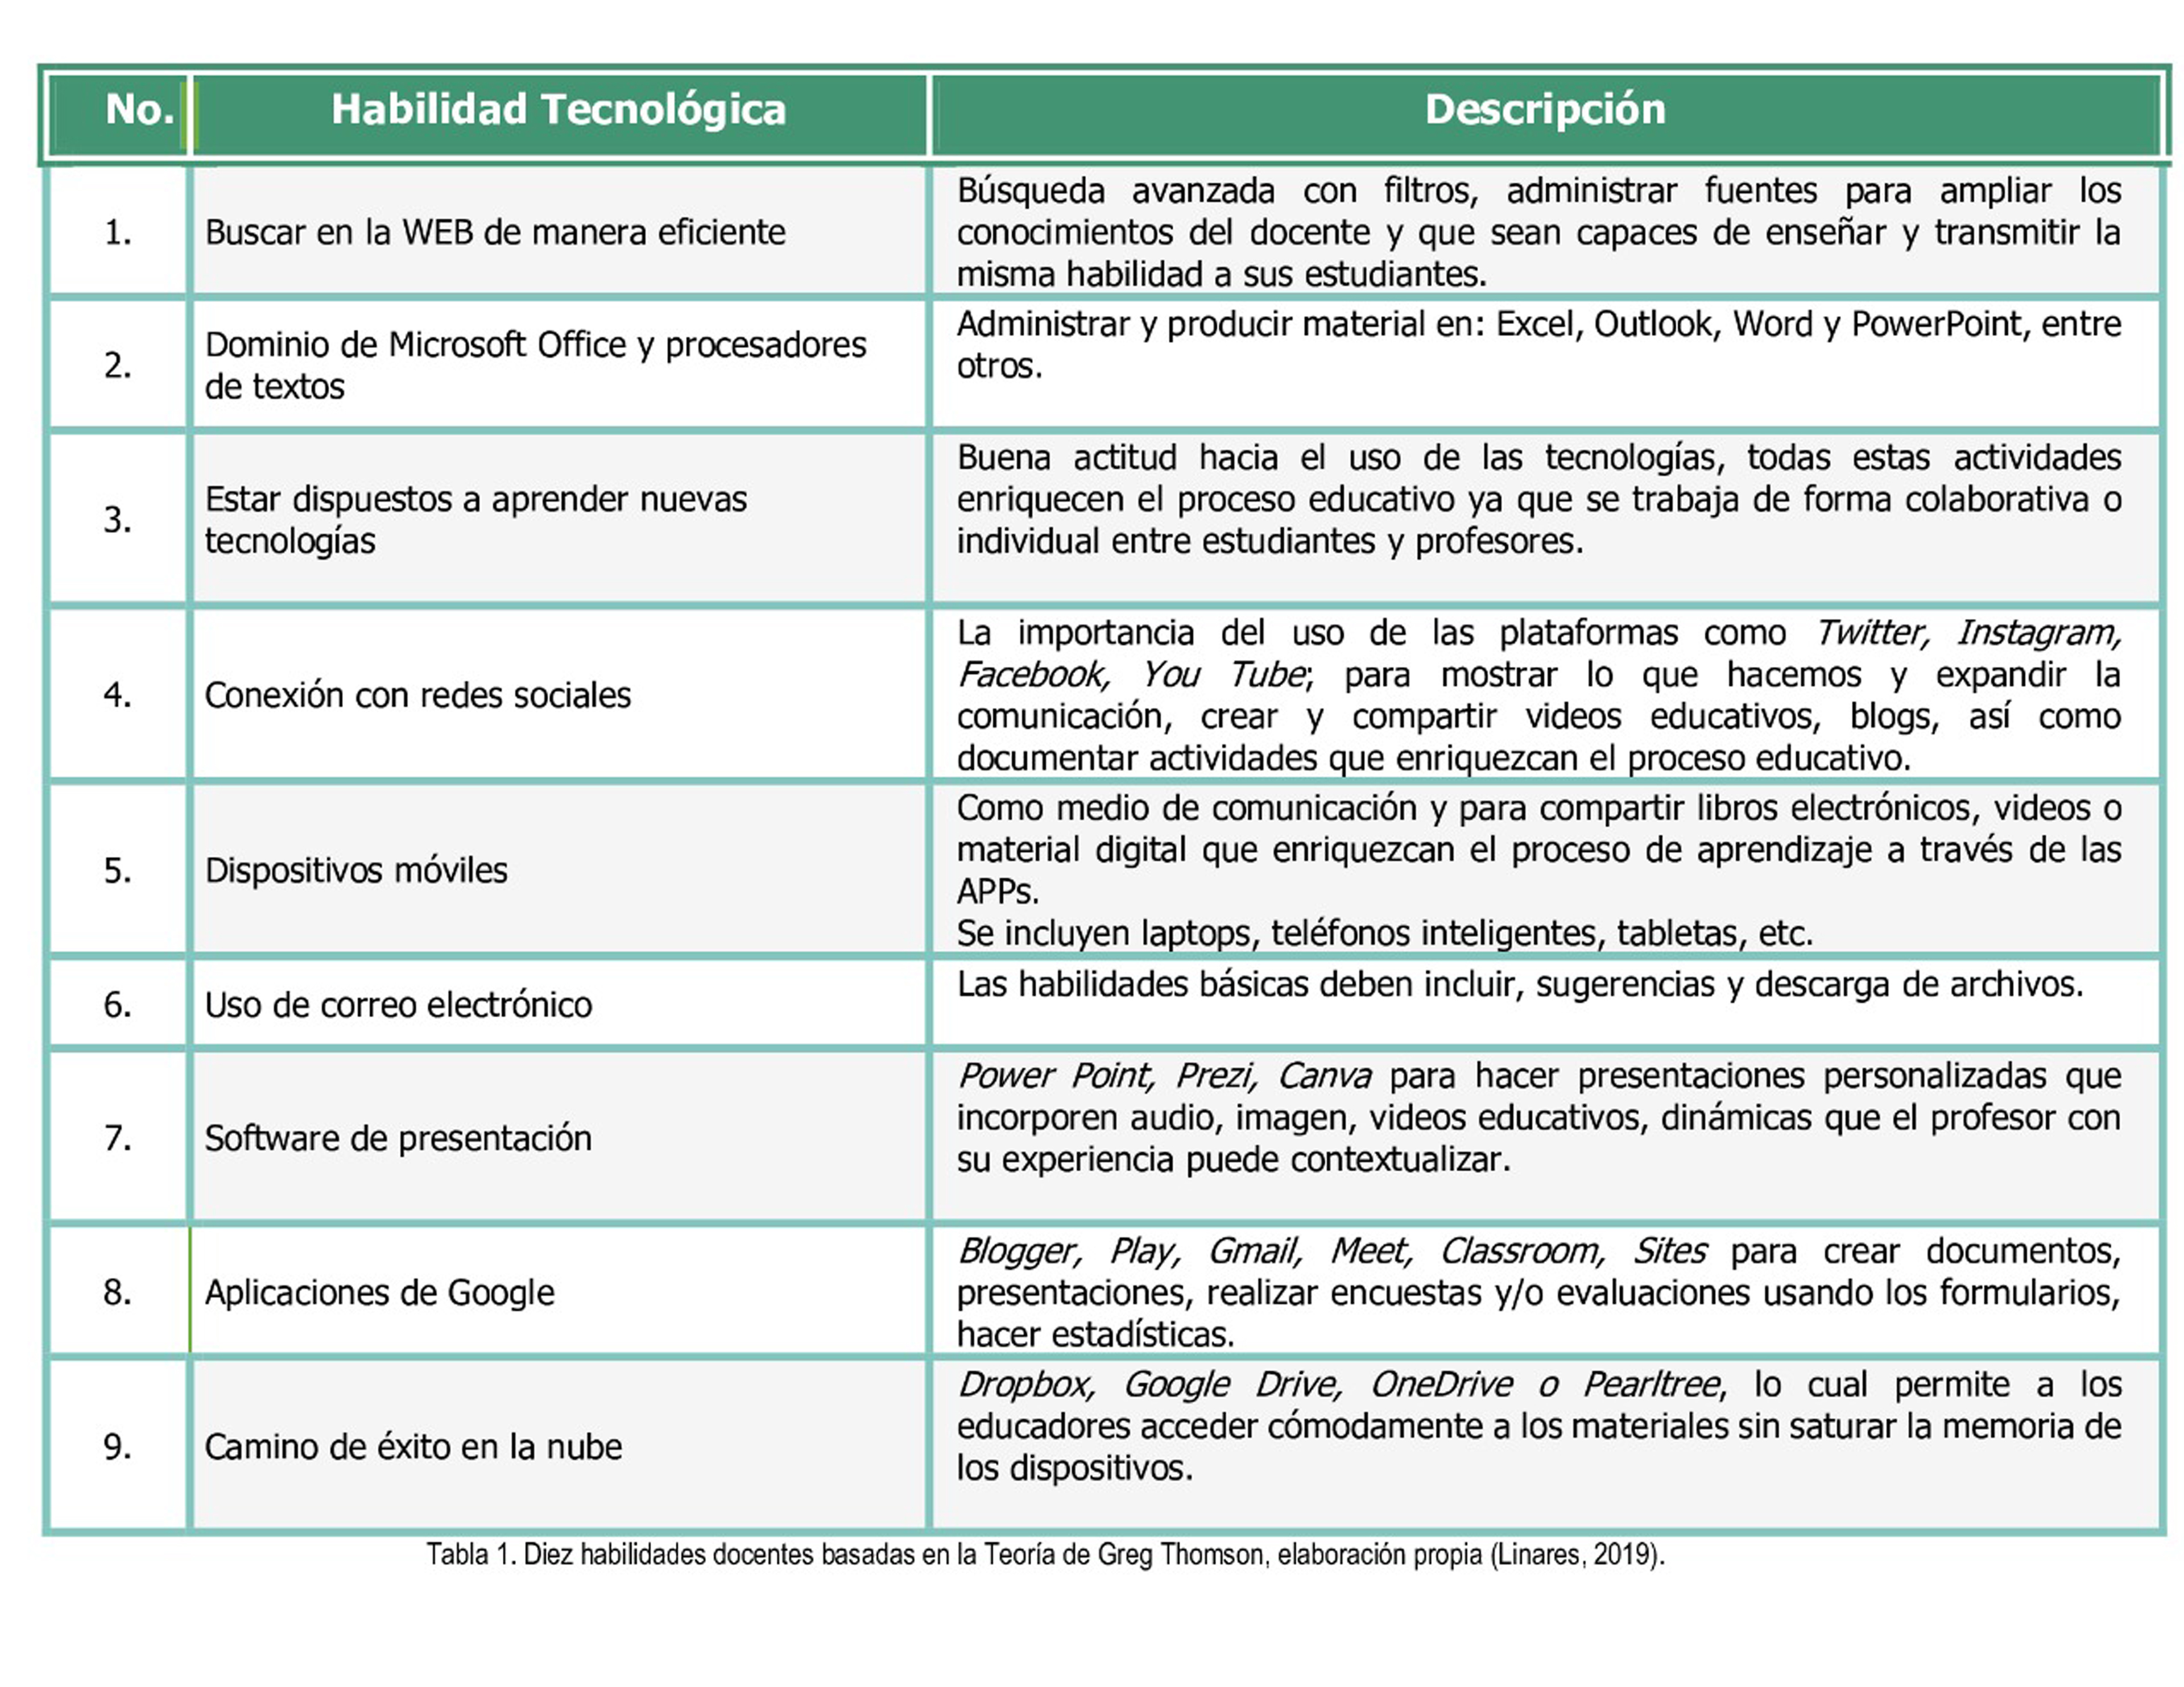 No. Habilidad Tecnológica Descripción
1. Buscar en la WEB de manera eficiente
Búsqueda avanzada con filtros, administrar fuentes para ampliar los
conocimientos del docente y que sean capaces de enseñar y transmitir la
misma habilidad a sus estudiantes.
2. Dominio de Microsoft Office y procesadores
de textos
Administrar y producir material en: Excel, Outlook, Word y PowerPoint, entre
otros.
3. Estar dispuestos a aprender nuevas
tecnologías
Buena actitud hacia el uso de las tecnologías, todas estas actividades
enriquecen el proceso educativo ya que se trabaja de forma colaborativa o
individual entre estudiantes y profesores.
4. Conexión con redes sociales
La importancia del uso de las plataformas como Twitter, Instagram,
Facebook, You Tube; para mostrar lo que hacemos y expandir la
comunicación, crear y compartir videos educativos, blogs, así como
documentar actividades que enriquezcan el proceso educativo.
5. Dispositivos móviles
Como medio de comunicación y para compartir libros electrónicos, videos o
material digital que enriquezcan el proceso de aprendizaje a través de las
APPs.
Se incluyen laptops, teléfonos inteligentes, tabletas, etc.
6. Uso de correo electrónico
Las habilidades básicas deben incluir, sugerencias y descarga de archivos.
7. Software de presentación
Power Point, Prezi, Canva para hacer presentaciones personalizadas que
incorporen audio, imagen, videos educativos, dinámicas que el profesor con
su experiencia puede contextualizar.
8. Aplicaciones de Google
Blogger, Play, Gmail, Meet, Classroom, Sites para crear documentos,
presentaciones, realizar encuestas y/o evaluaciones usando los formularios,
hacer estadísticas.
9. Camino de éxito en la nube
Dropbox, Google Drive, OneDrive o Pearltree, lo cual permite a los
educadores acceder cómodamente a los materiales sin saturar la memoria de
los dispositivos.
Tabla 1. Diez habilidades docentes basadas en la Teoría de Greg Thomson, elaboración propia (Linares, 2019).